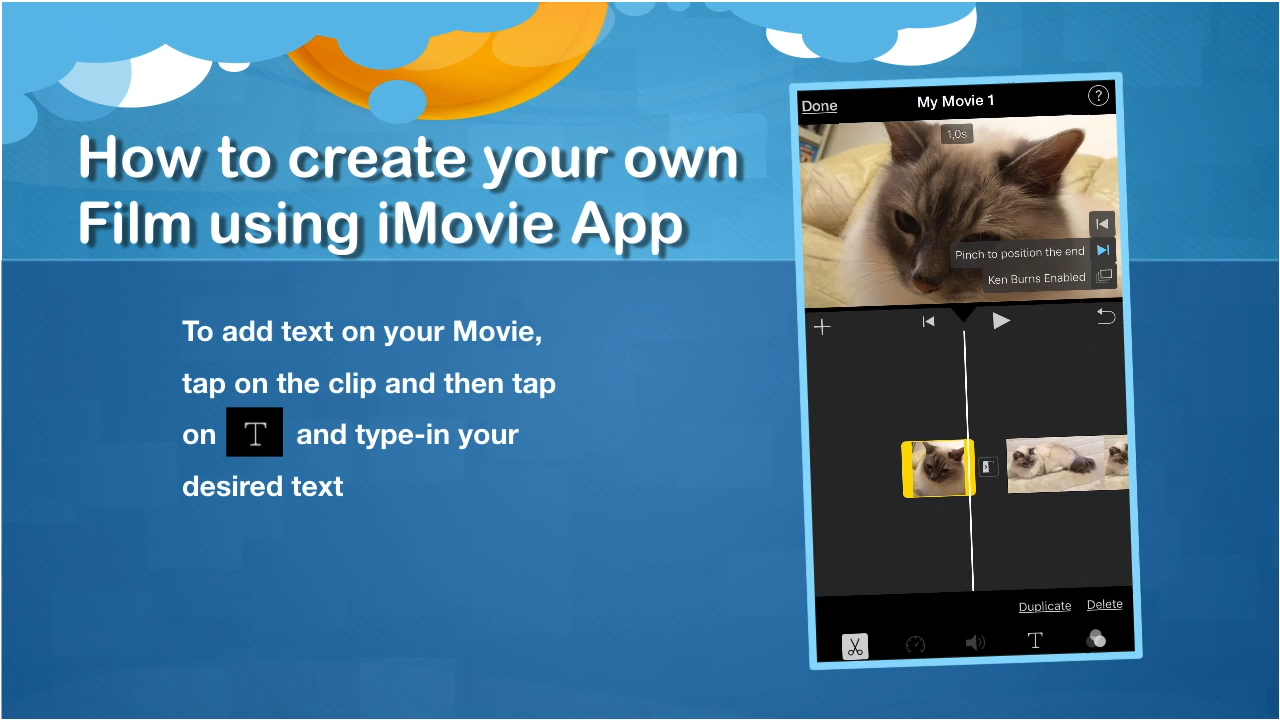 How to create your own
Film using iMovie App
To add text on your Movie,
tap on the clip and then tap
on T and type-in your
desired text
Done
My Movie 1
?
1,0s
Pinch to position the end
Ken Burns Enabled
Duplicate
Delete
T